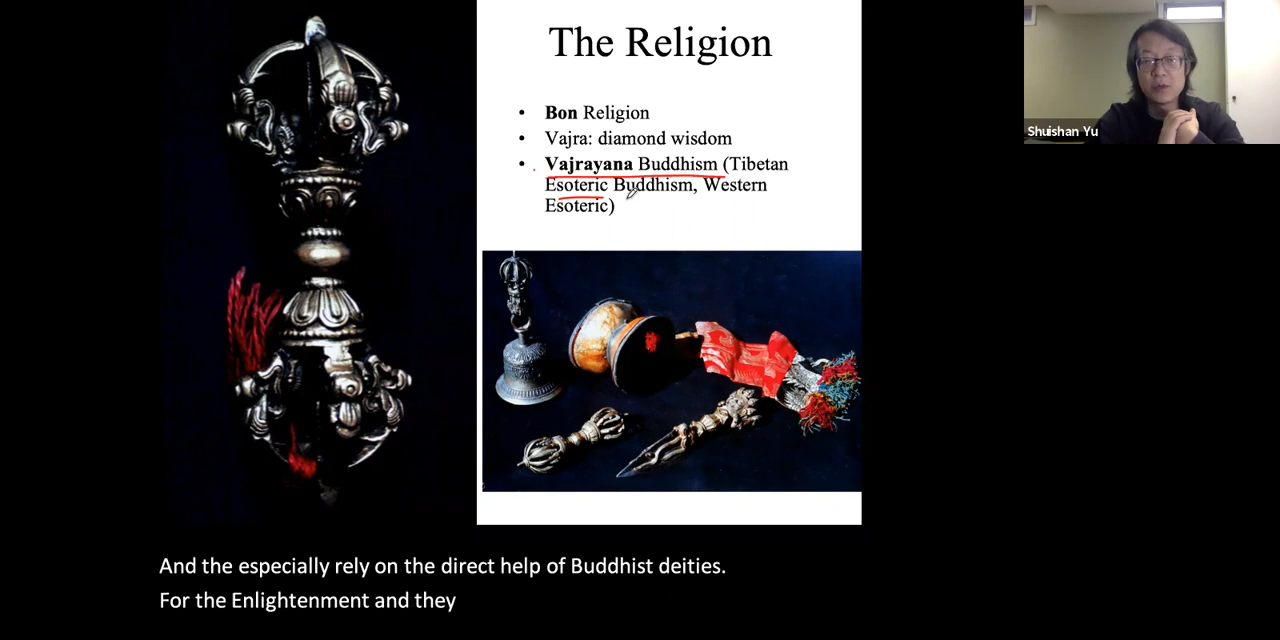 The Religion
• Bon Religion
• Vajra: diamond wisdom
• Vajrayana Buddhism (Tibetan
Esoteric Buddhism, Western
Esoteric)
Shuishan Yu
And the especially rely on the direct help of Buddhist deities.
For the Enlightenment and they